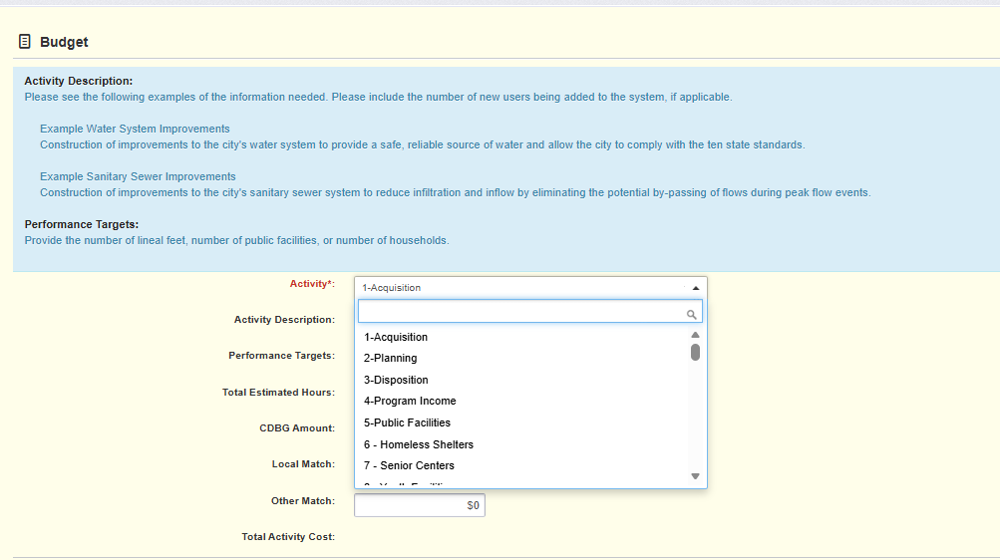 Budget
Activity Description:
Please see the following examples of the information needed. Please include the number of new users being added to the system, if applicable.
Example Water System Improvements
Construction of improvements to the city's water system to provide a safe, reliable source of water and allow the city to comply with the ten state standards.
Example Sanitary Sewer Improvements
Construction of improvements to the city's sanitary sewer system to reduce infiltration and inflow by eliminating the potential by-passing of flows during peak flow events.
Performance Targets:
Provide the number of lineal feet, number of public facilities, or number of households.
Activity*:
1-Acquisition
1-Acquisition
2-Planning
3-Disposition
4-Program Income
5-Public Facilities
6 - Homeless Shelters
7 - Senior Centers
Activity Description:
Performance Targets:
Total Estimated Hours:
CDBG Amount:
Local Match:
Other Match:
$0
Total Activity Cost: